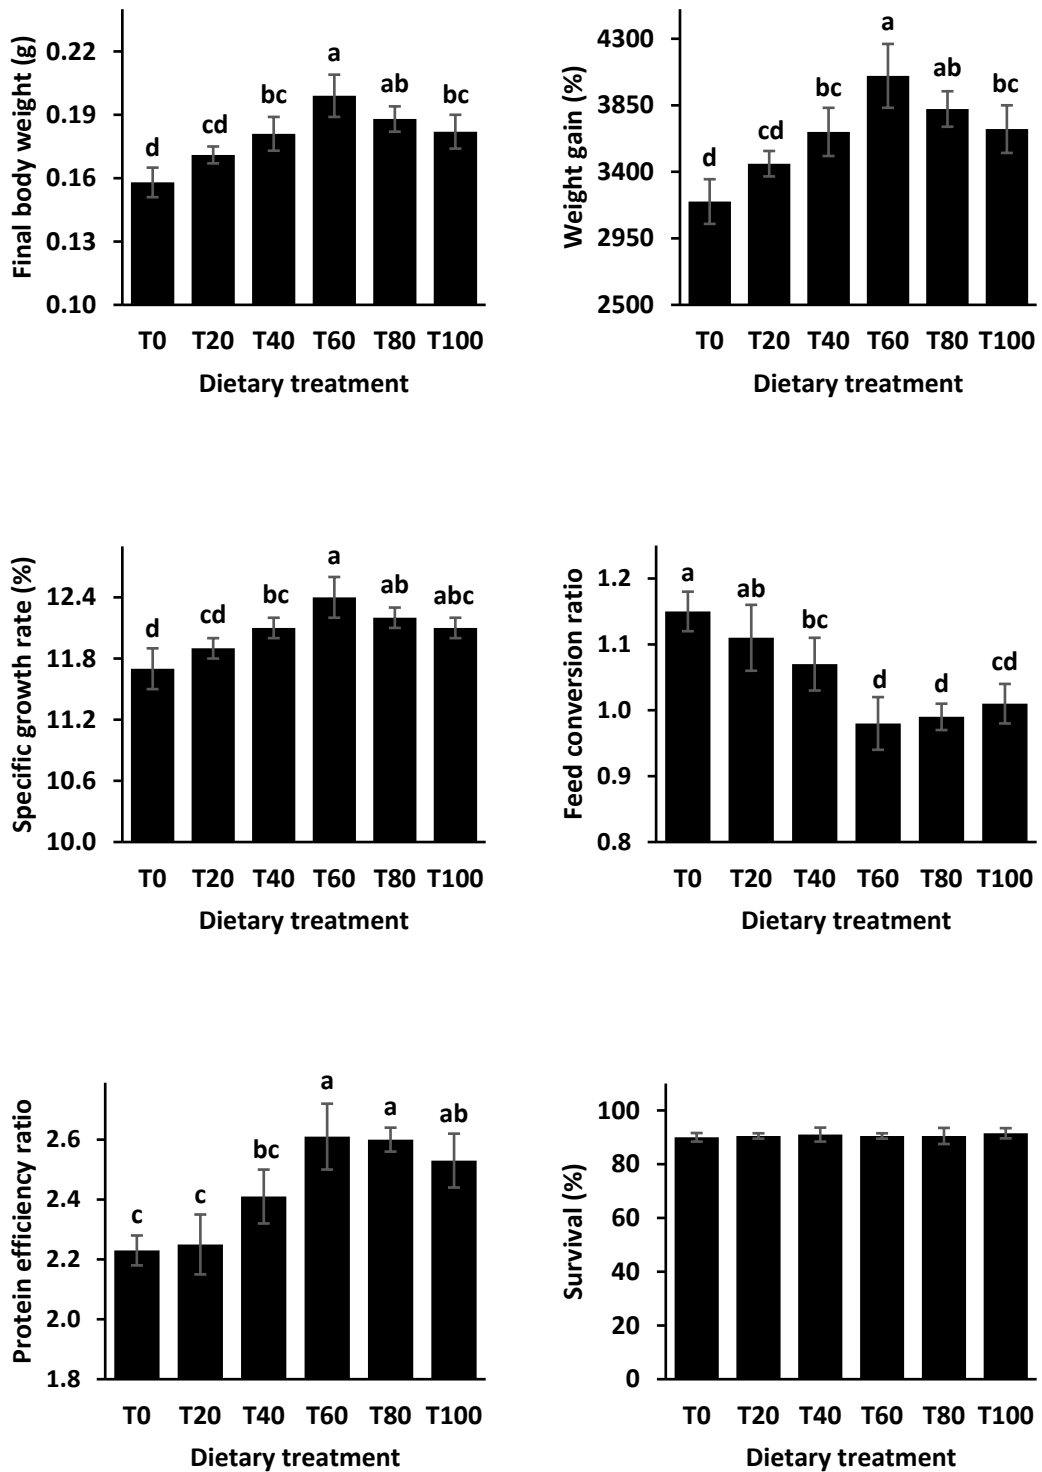 Final body weight (g)
0.22
0.19
0.16
0.13
0.10
d
cd
bc
a
ab
bc
T0 T20 T40 T60 T80 T100
Dietary treatment
Weight gain (%)
4300
3850
3400
2950
2500
d
cd
bc
a
ab
bc
T0 T20 T40 T60 T80 T100
Dietary treatment
Specific growth rate (%)
12.4
11.8
11.2
10.6
10.0
d
cd
bc
a
ab
abc
T0 T20 T40 T60 T80 T100
Dietary treatment
Feed conversion ratio
1.2
1.1
1.0
0.9
0.8
a
ab
bc
d
d
cd
T0 T20 T40 T60 T80 T100
Dietary treatment
Protein efficiency ratio
2.6
2.4
2.2
2.0
1.8
c
c
bc
a
a
ab
T0 T20 T40 T60 T80 T100
Dietary treatment
Survival (%)
100
80
60
40
20
0
T0 T20 T40 T60 T80 T100
Dietary treatment